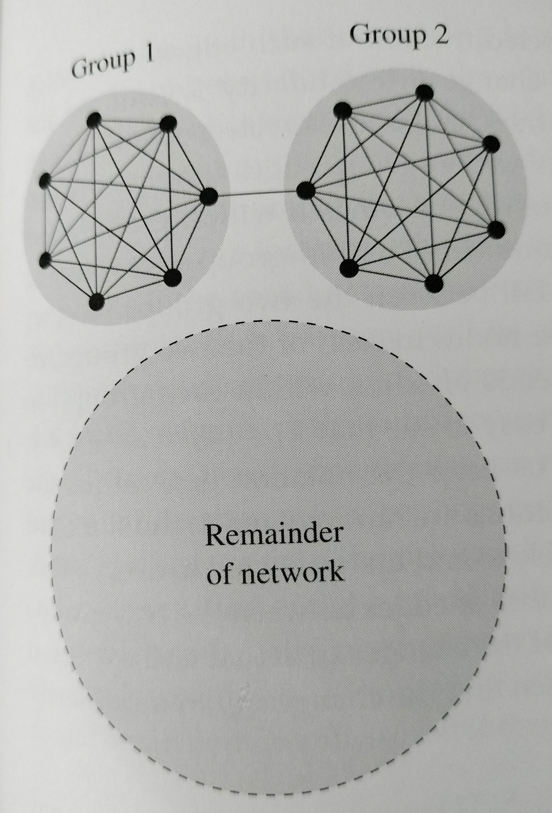 Group 1
Group 2
Remainder
of network